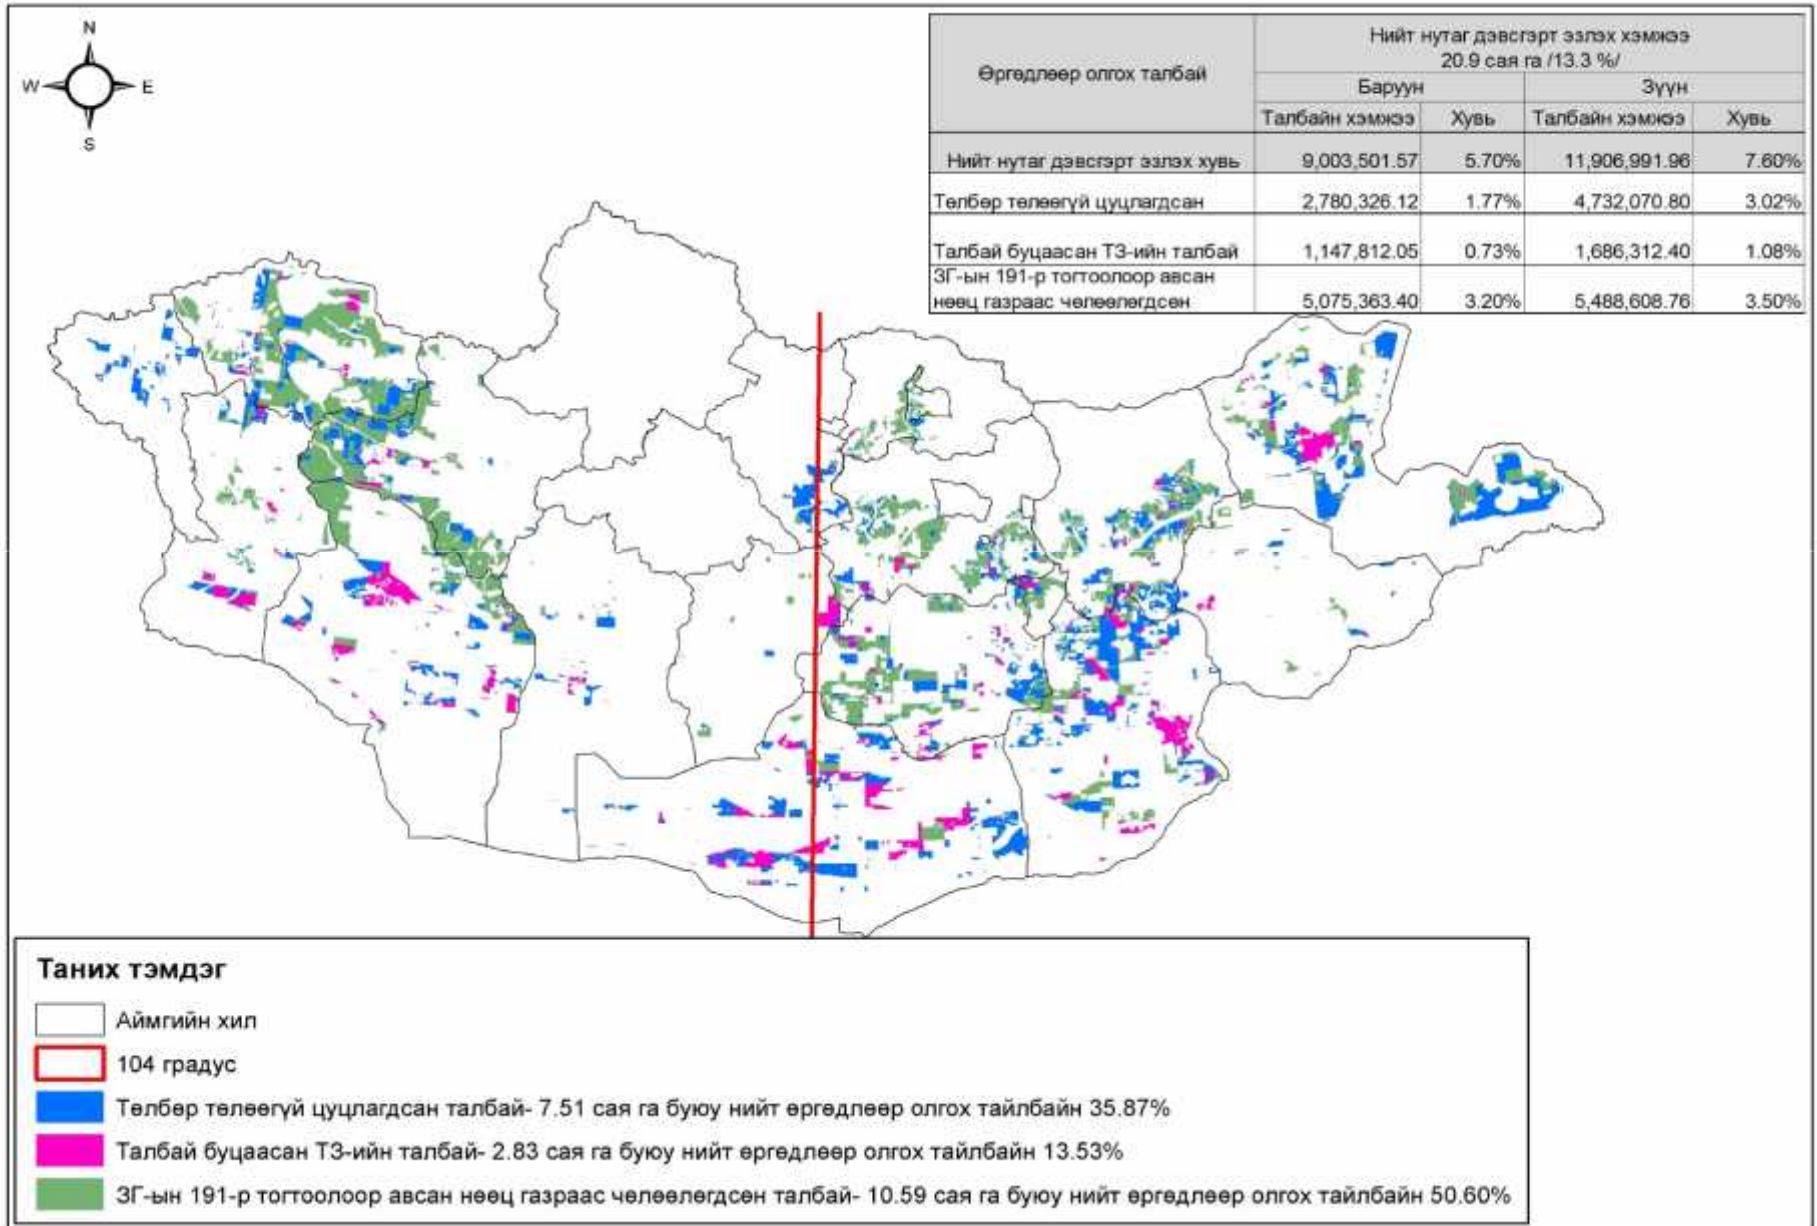 N
W E
S
Өргөдлөөр олгох талбай
Нийт нутаг дэвсгэрт эзлэх хэмжээ
20.9 сая га /13.3 %/
Баруун Зүүн
Талбайн хэмжээ Хувь Талбайн хэмжээ Хувь
Нийт нутаг дэвсгэрт эзлэх хувь 9,003,501.57 5.70% 11,906,991.96 7.60%
Төлбөр төлөөгүй цуцлагдсан 2,780,326.12 1.77% 4,732,070.80 3.02%
Талбай буцаасан ТЗ-ийн талбай 1,147,812.05 0.73% 1,686,312.40 1.08%
ЗГ-ын 191-р тогтоолоор авсан
нөөц газраас чөлөөлөгдсөн 5,075,363.40 3.20% 5,488,608.76 3.50%
Таних тэмдэг
Аймгийн хил
104 градус
Төлбөр төлөөгүй цуцлагдсан талбай- 7.51 сая га буюу нийт өргөдлөөр олгох тайлбайн 35.87%
Талбай буцаасан ТЗ-ийн талбай- 2.83 сая га буюу нийт өргөдлөөр олгох тайлбайн 13.53%
ЗГ-ын 191-р тогтоолоор авсан нөөц газраас чөлөөлөгдсөн талбай- 10.59 сая га буюу нийт өргөдлөөр олгох тайлбайн 50.60%